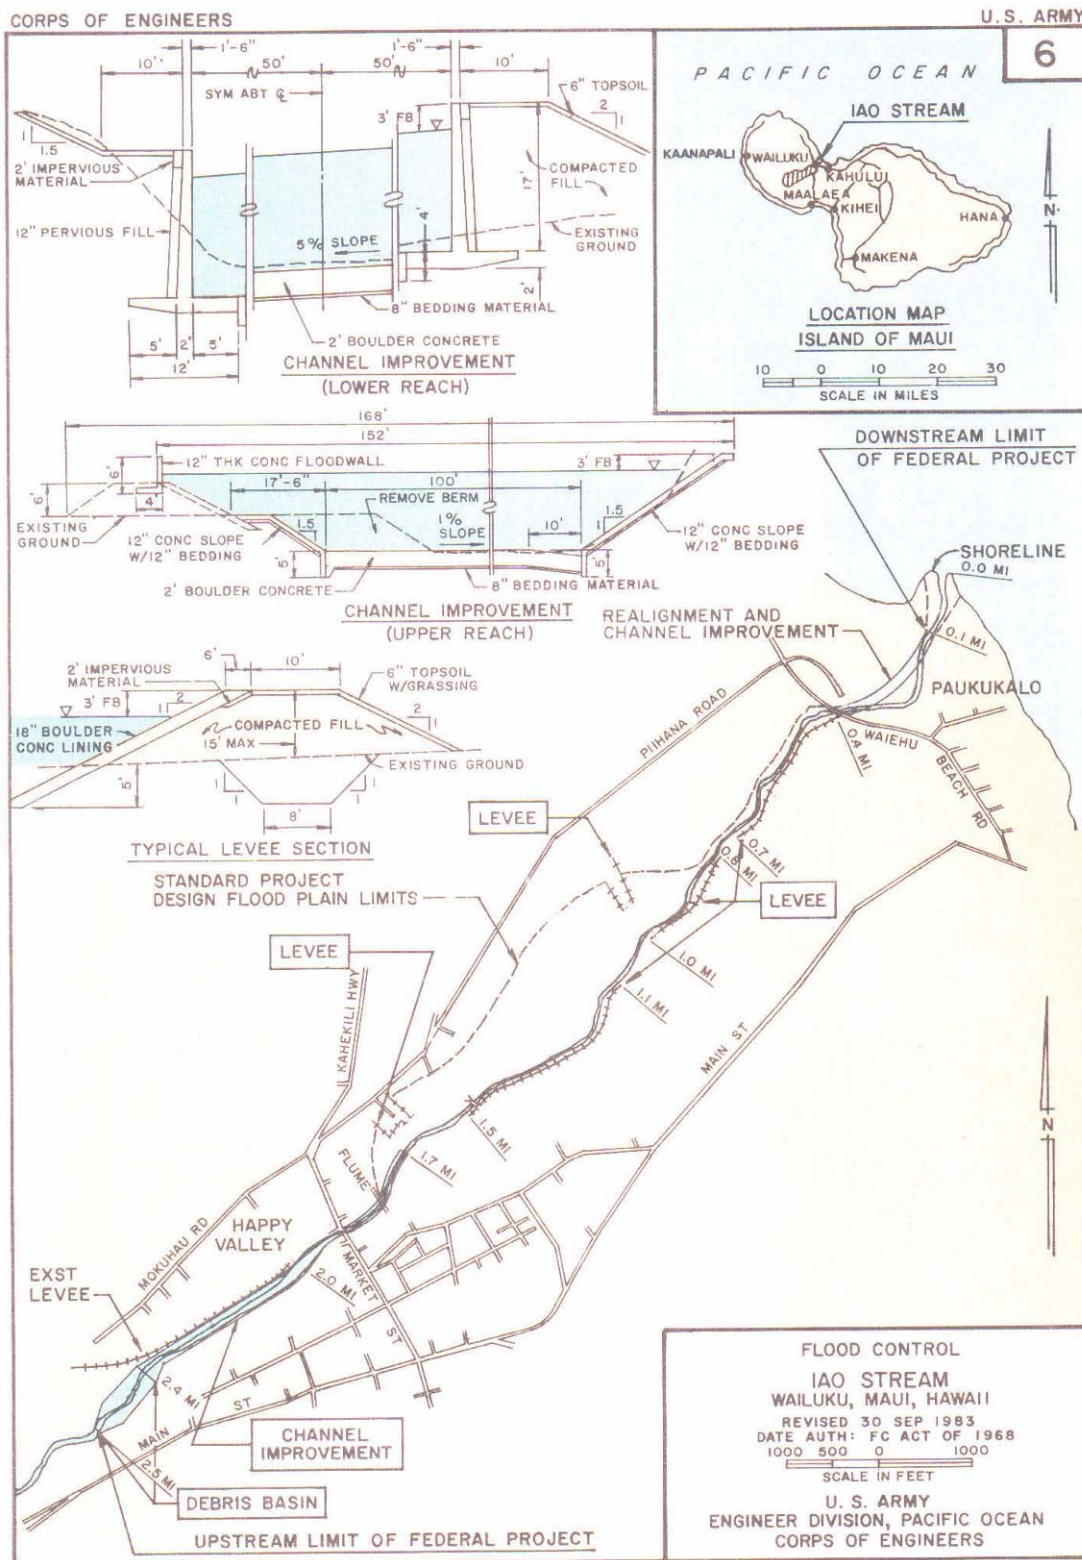 CORPS OF ENGINEERS
U.S. ARMY
6
1'-6"
1'-6"
10'
50'
50'
10'
SYM ABT ℄
6" TOPSOIL
2
1
3' FB
1
1.5
2' IMPERVIOUS
MATERIAL
17'
COMPACTED
FILL
12" PERVIOUS FILL
4'
EXISTING
GROUND
5% SLOPE
2'
8" BEDDING MATERIAL
2' BOULDER CONCRETE
5'
2'
5'
12'
CHANNEL IMPROVEMENT
(LOWER REACH)
PACIFIC OCEAN
IAO STREAM
KAANAPALI
WAILUKU
KAHULUI
MAALAEA
KIHEI
HANA
MAKENA
N
LOCATION MAP
ISLAND OF MAUI
10 0 10 20 30
SCALE IN MILES
168'
152'
12" THK CONC FLOODWALL
3' FB
6'
6'
4'
17'-6"
100'
REMOVE BERM
1%
SLOPE
10'
1.5
1
1.5
1
EXISTING
GROUND
12" CONC SLOPE
W/12" BEDDING
12" CONC SLOPE
W/12" BEDDING
5'
5'
2' BOULDER CONCRETE
8" BEDDING MATERIAL
CHANNEL IMPROVEMENT
(UPPER REACH)
DOWNSTREAM LIMIT
OF FEDERAL PROJECT
SHORELINE
0.0 MI
REALIGNMENT AND
CHANNEL IMPROVEMENT
0.1 MI
PAUKUKALO
6'
10'
2' IMPERVIOUS
MATERIAL
6" TOPSOIL
W/GRASSING
3' FB
2
1
2
1
18" BOULDER
CONC LINING
COMPACTED FILL
15' MAX
EXISTING GROUND
5'
1
1
1
1
8'
TYPICAL LEVEE SECTION
PIIHANA ROAD
0.4 MI
WAIEHU
BEACH RD
LEVEE
0.7 MI
0.8 MI
LEVEE
STANDARD PROJECT
DESIGN FLOOD PLAIN LIMITS
LEVEE
1.0 MI
1.1 MI
KAHEKILI HWY
MAIN ST
1.5 MI
1.7 MI
FLUME
N
MOKUHAU RD
HAPPY
VALLEY
MARKET
ST
2.0 MI
EXST
LEVEE
2.4 MI
MAIN
ST
2.5 MI
CHANNEL
IMPROVEMENT
DEBRIS BASIN
UPSTREAM LIMIT OF FEDERAL PROJECT
FLOOD CONTROL
IAO STREAM
WAILUKU, MAUI, HAWAII
REVISED 30 SEP 1983
DATE AUTH: FC ACT OF 1968
1000 500 0 1000
SCALE IN FEET
U. S. ARMY
ENGINEER DIVISION, PACIFIC OCEAN
CORPS OF ENGINEERS